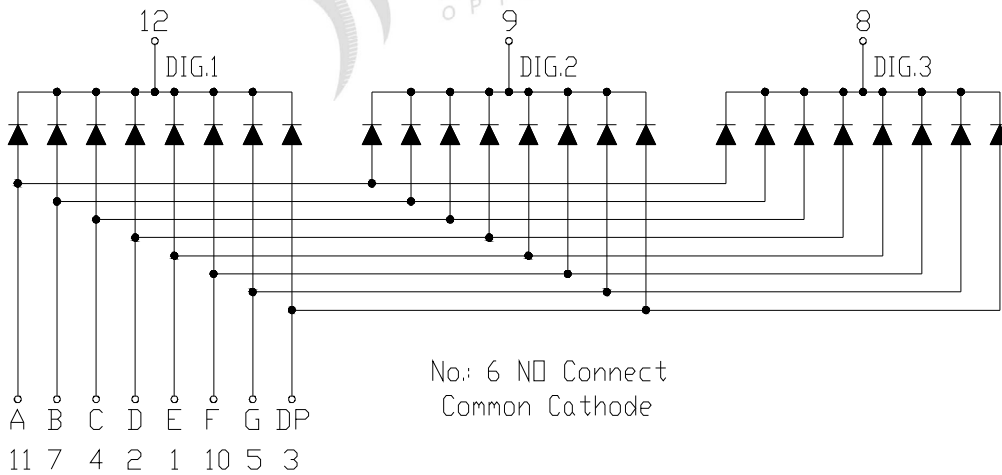 OPT
12 9 8
DIG.1 DIG.2 DIG.3
No.: 6 NO Connect
Common Cathode
A B C D E F G DP
11 7 4 2 1 10 5 3